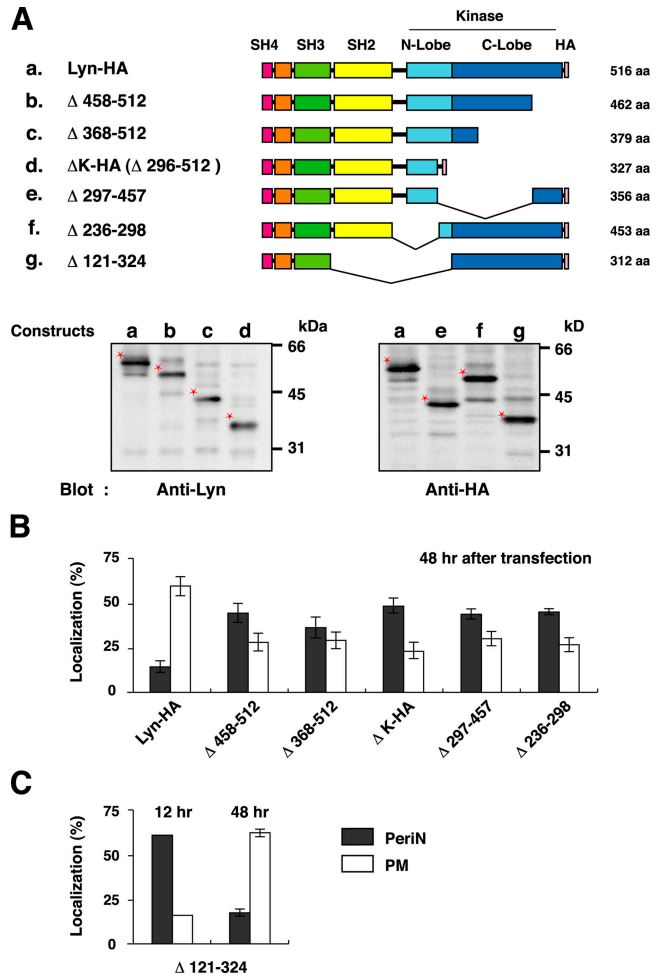 A
Kinase
SH4 SH3 SH2 N-Lobe C-Lobe HA
a. Lyn-HA 516 aa
b. Δ 458-512 462 aa
c. Δ 368-512 379 aa
d. ΔK-HA ( Δ 296-512 ) 327 aa
e. Δ 297-457 356 aa
f. Δ 236-298 453 aa
g. Δ 121-324 312 aa
Constructs a b c d kDa a e f g kD
66 66
45 45
31 31
Blot : Anti-Lyn Anti-HA
B
48 hr after transfection
Localization (%)
75
50
25
0
Lyn-HA Δ 458-512 Δ 368-512 Δ K-HA Δ 297-457 Δ 236-298
C
Localization (%)
75
50
25
0
12 hr 48 hr
Δ 121-324
PeriN
PM